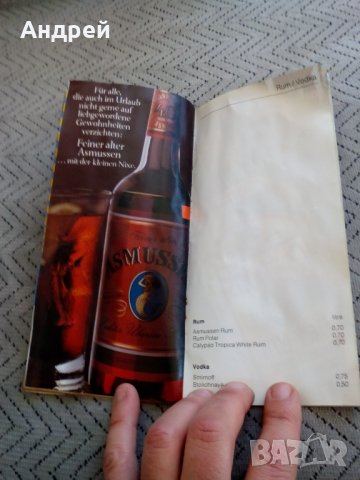 Андрей
Für alle,
die auch im Urlaub
nicht gerne auf
liebgewordene
Gewohnheiten
verzichten:
Feiner alter
Asmussen
...mit der kleinen Nixe.
ASMUSS
Rum / Vodka
Rum
Asmussen Rum 0,70
Rum Polar 0,70
Calypso Tropica White Rum 0,70
Vodka
Smirnoff 0,75
Stolichnaya 0,50
BAZAR